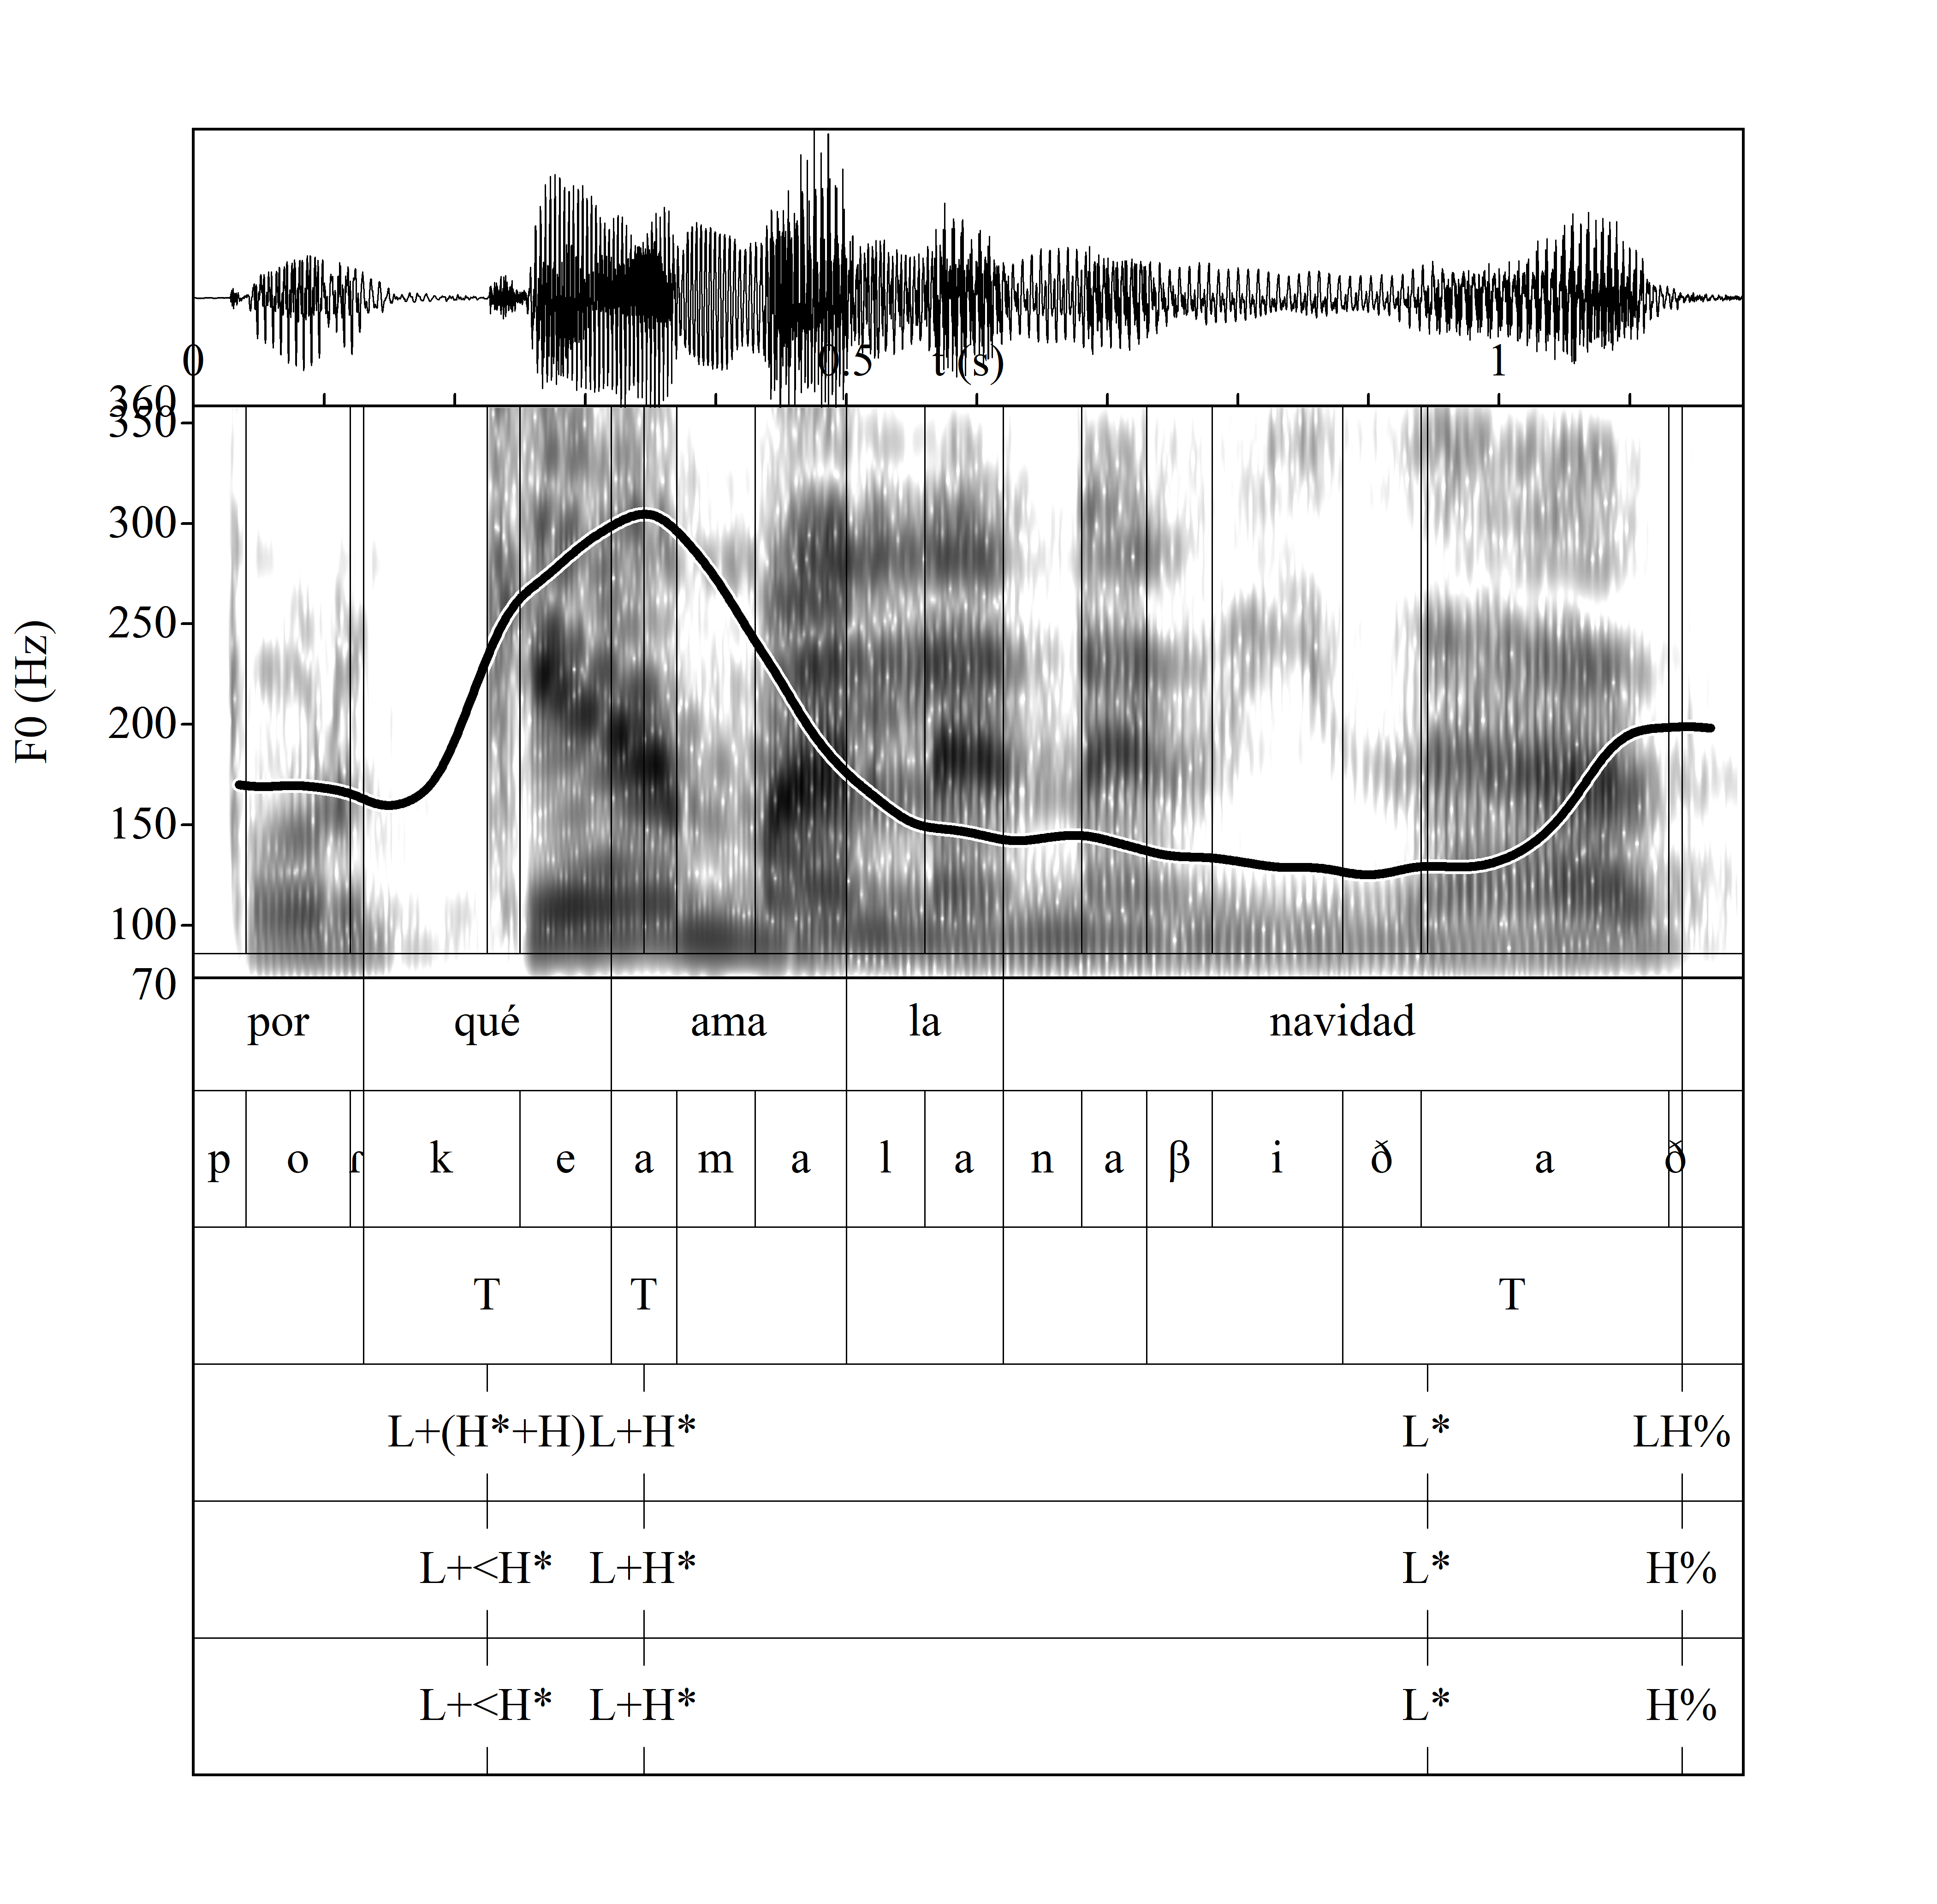 0 0.5 t (s) 1
360
350
300
250
200
150
100
70
F0 (Hz)
por qué ama la navidad
p o ɾ k e a m a l a n a β i ð a ð
T T T
L+(H*+H) L+H* L* LH%
L+<H* L+H* L* H%
L+<H* L+H* L* H%